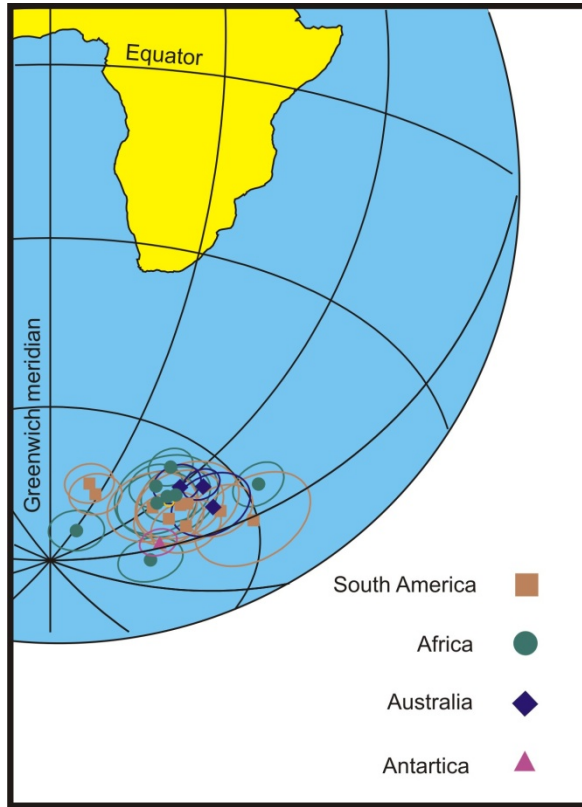 Equator
Greenwich meridian
South America
Africa
Australia
Antartica